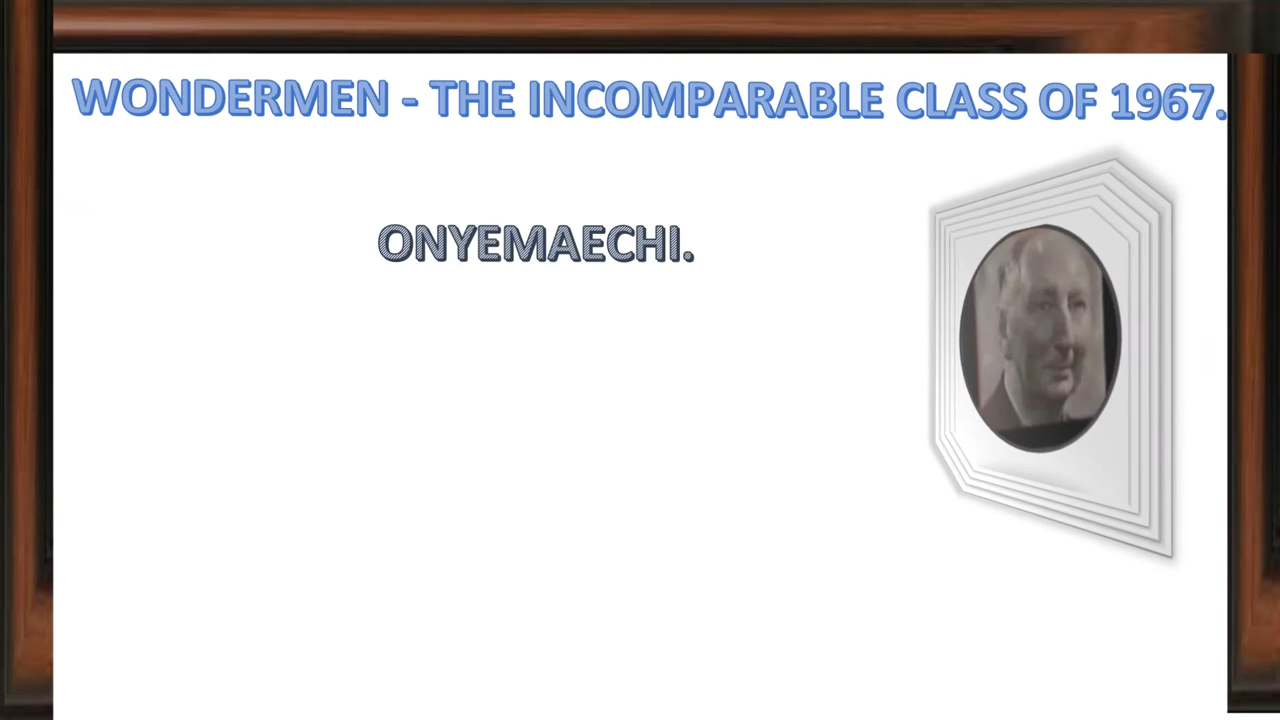 WONDERMEN - THE INCOMPARABLE CLASS OF 1967.
ONYEMAECHI.